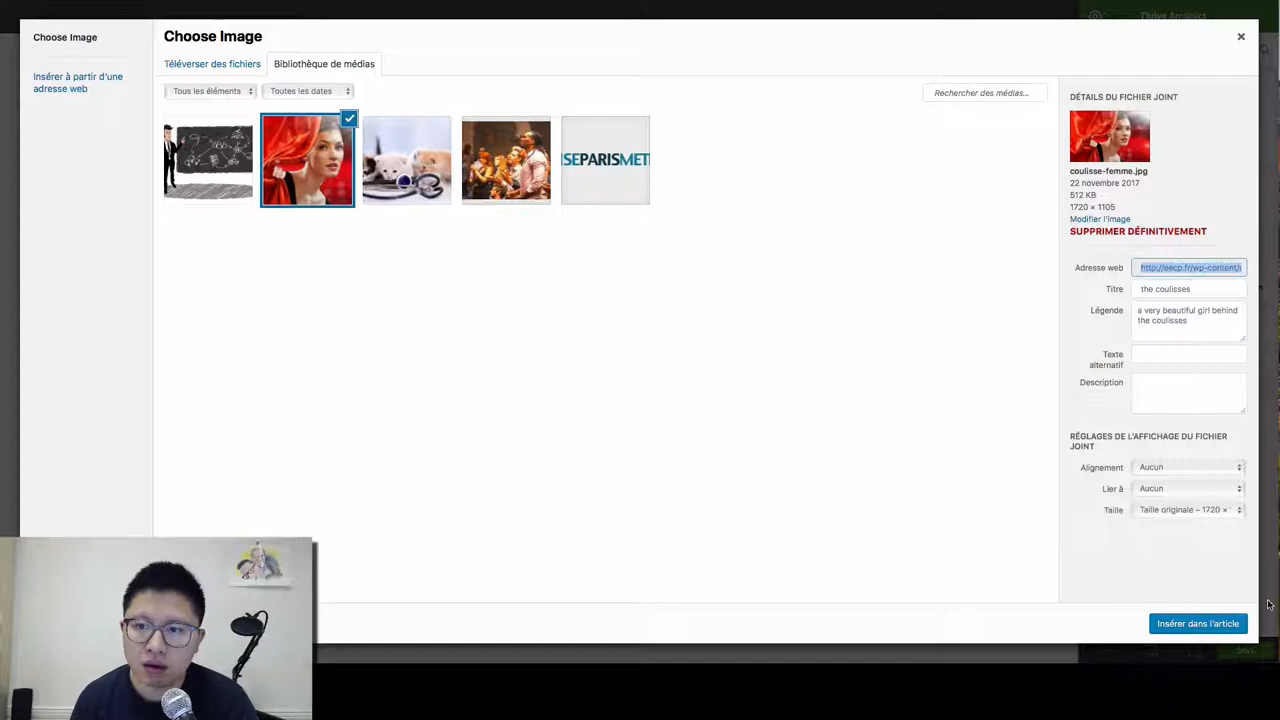 Thrive Architect
Choose Image
Insérer à partir d'une
adresse web
Choose Image
Téléverser des fichiers
Bibliothèque de médias
Tous les éléments
Toutes les dates
Rechercher des médias...
ISEPARISMET
DÉTAILS DU FICHIER JOINT
coulisse-femme.jpg
22 novembre 2017
512 KB
1720 × 1105
Modifier l'image
SUPPRIMER DÉFINITIVEMENT
Adresse web http://eecp.fr/wp-content/
Titre the coulisses
Légende a very beautiful girl behind
the coulisses
Texte
alternatif
Description
RÉGLAGES DE L'AFFICHAGE DU FICHIER
JOINT
Alignement Aucun
Lier à Aucun
Taille Taille originale – 1720 ×
Insérer dans l'article
SAVE